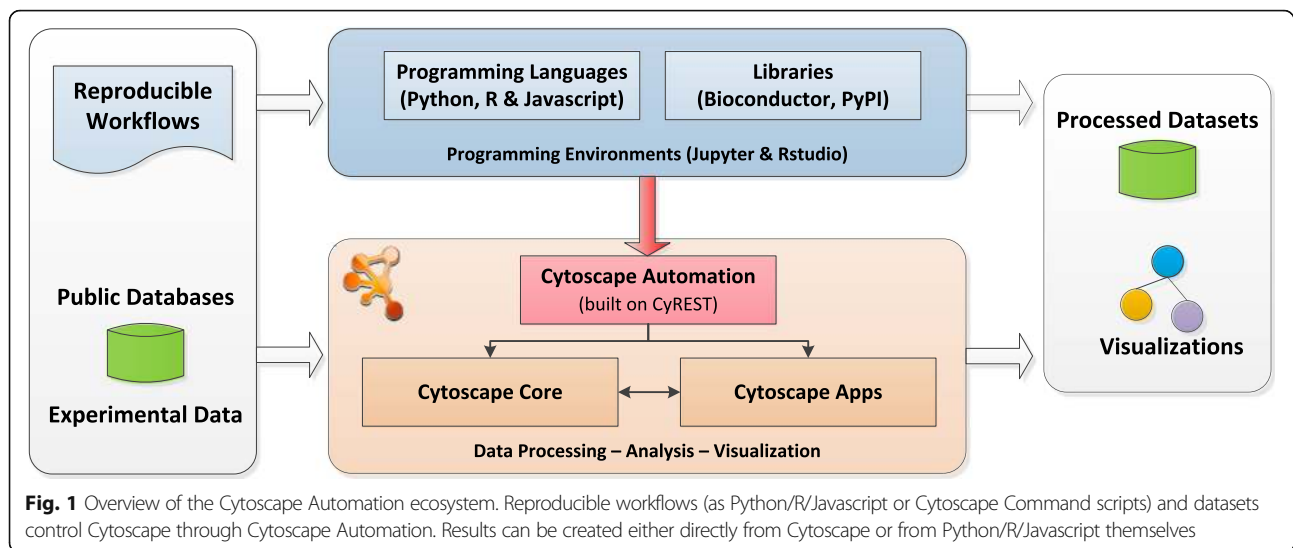 Reproducible
Workflows
Public Databases
Experimental Data
Programming Languages
(Python, R & Javascript)
Libraries
(Bioconductor, PyPI)
Programming Environments (Jupyter & Rstudio)
Cytoscape Automation
(built on CyREST)
Cytoscape Core
Cytoscape Apps
Data Processing – Analysis – Visualization
Processed Datasets
Visualizations
Fig. 1 Overview of the Cytoscape Automation ecosystem. Reproducible workflows (as Python/R/Javascript or Cytoscape Command scripts) and datasets
control Cytoscape through Cytoscape Automation. Results can be created either directly from Cytoscape or from Python/R/Javascript themselves